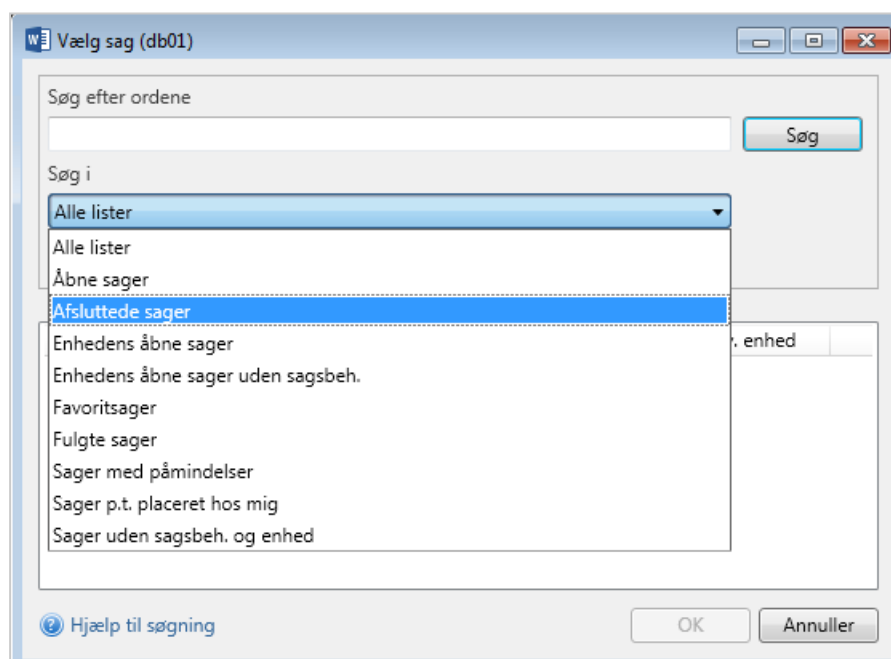 Vælg sag (db01)
Søg efter ordene
Søg
Søg i
Alle lister
Alle lister
Åbne sager
Afsluttede sager
Enhedens åbne sager
. enhed
Enhedens åbne sager uden sagsbeh.
Favoritsager
Fulgte sager
Sager med påmindelser
Sager p.t. placeret hos mig
Sager uden sagsbeh. og enhed
Hjælp til søgning
OK
Annuller